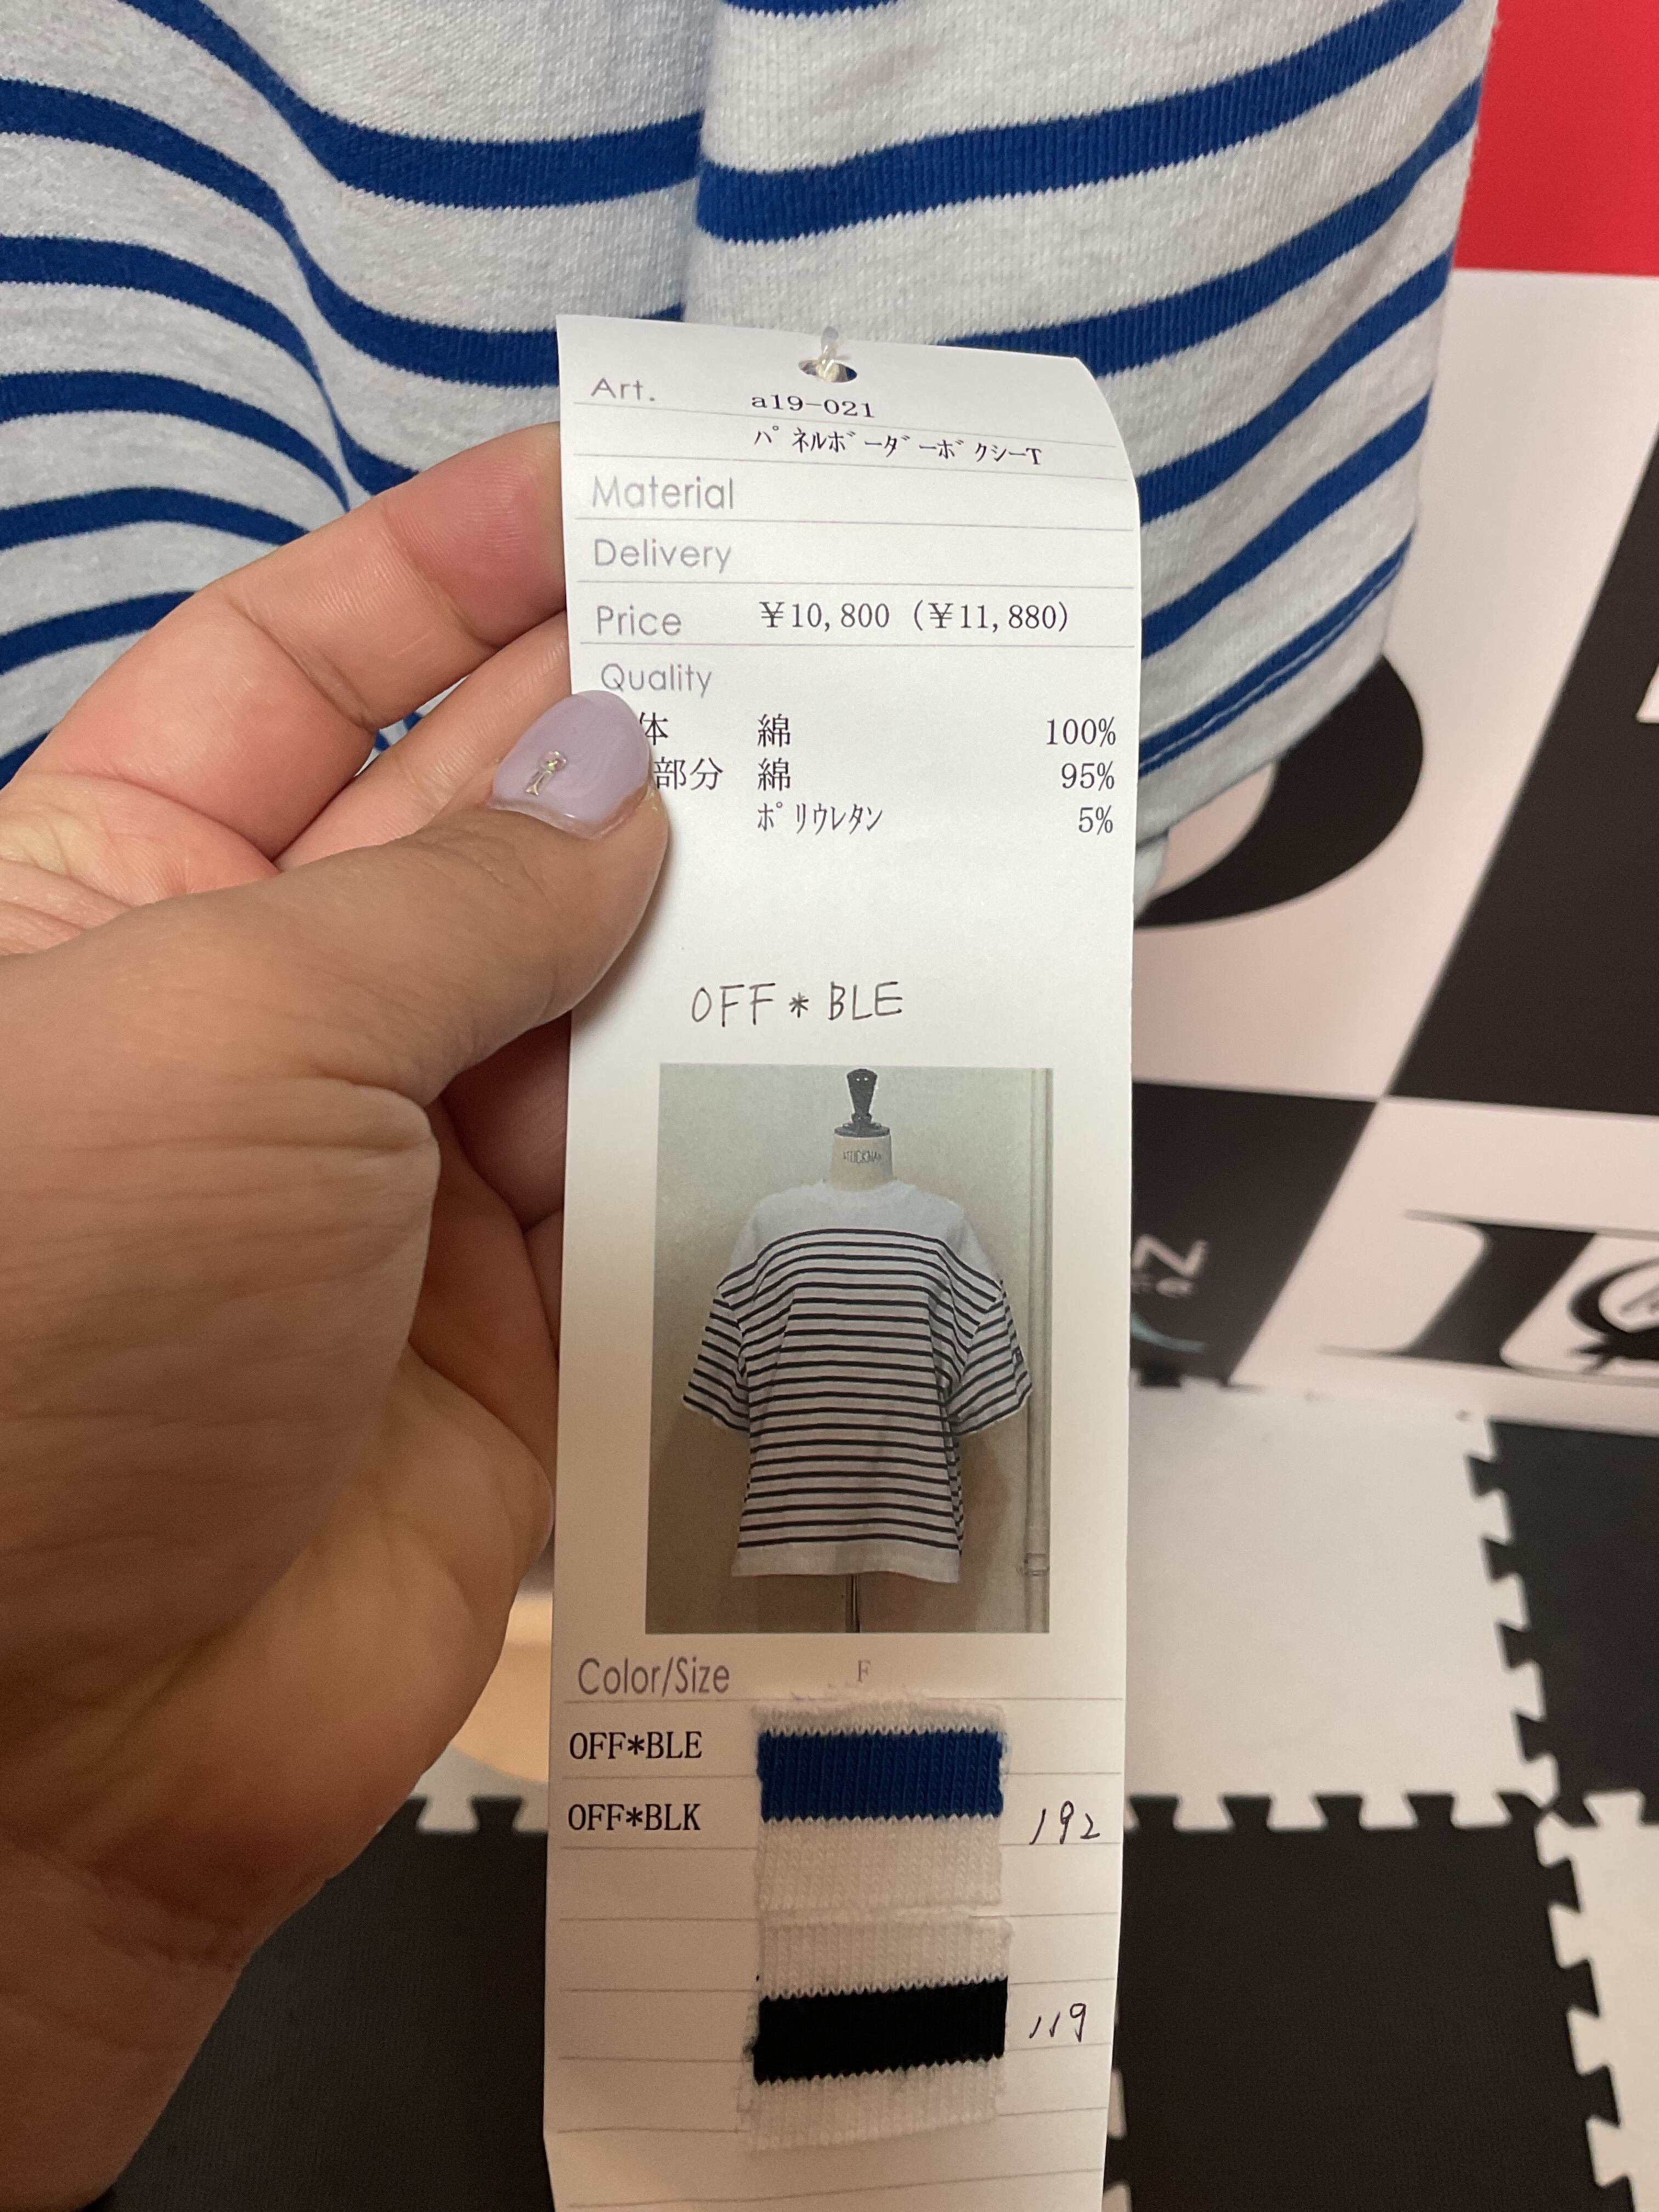 Art. a19-021
ﾊﾟﾈﾙﾎﾞｰﾀﾞｰﾎﾞｸｼｰT
Material
Delivery
Price ￥10,800 (￥11,880)
Quality
体 綿 100%
部分 綿 95%
ﾎﾟﾘｳﾚﾀﾝ 5%
OFF*BLE
Color/Size F
OFF*BLE
OFF*BLK 192
119